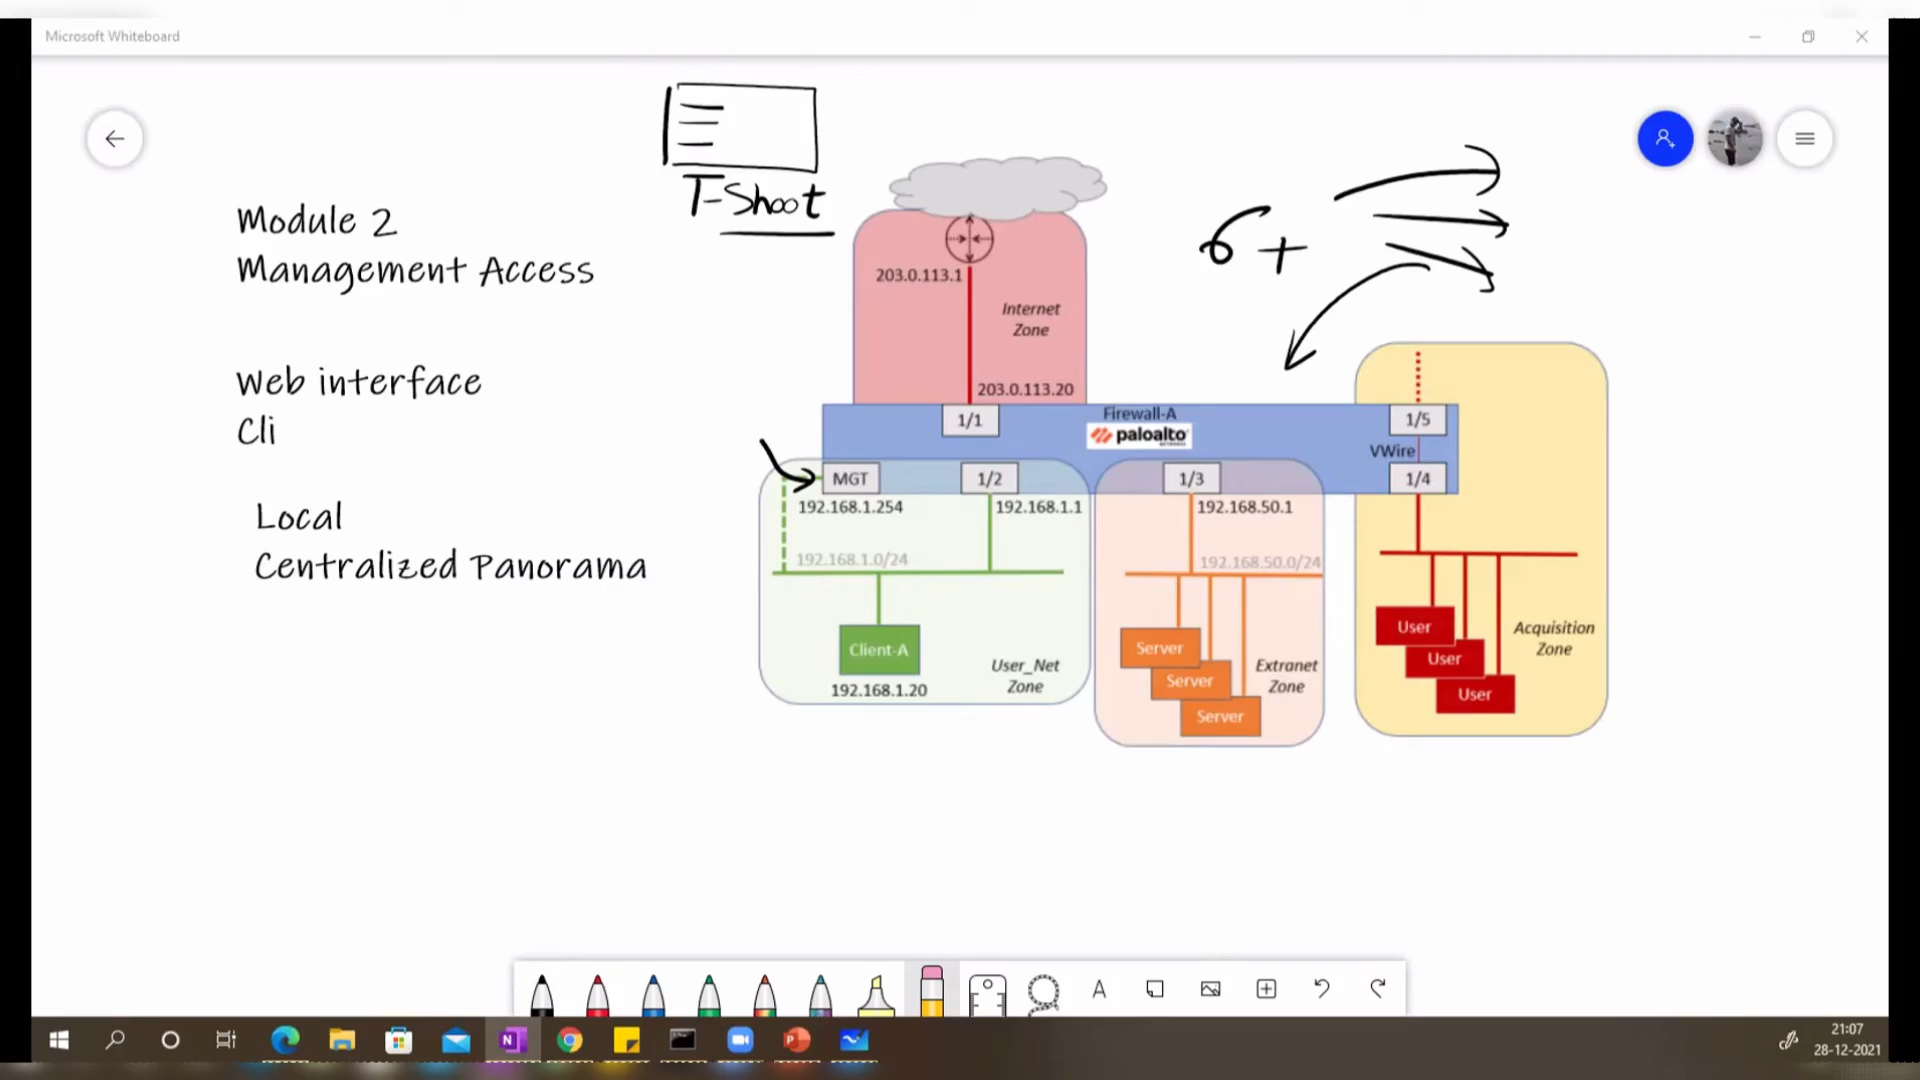 Microsoft Whiteboard
T-Shoot
Module 2
Management Access
Web interface
Cli
Local
Centralized Panorama
6+
203.0.113.1
Internet
Zone
203.0.113.20
1/1
Firewall-A
paloalto
NETWORKS
1/5
VWire
MGT
1/2
1/3
1/4
192.168.1.254
192.168.1.1
192.168.50.1
192.168.1.0/24
192.168.50.0/24
Client-A
192.168.1.20
User_Net
Zone
Server
Server
Server
Extranet
Zone
User
User
User
Acquisition
Zone
21:07
28-12-2021